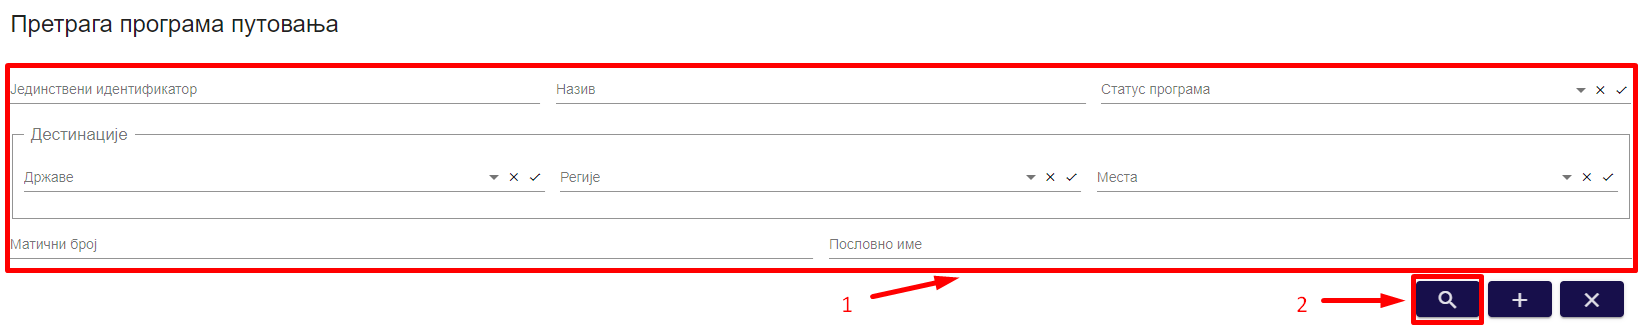 Претрага програма путовања
Јединствени идентификатор
Назив
Статус програма
Дестинације
Државе
Регије
Места
Матични број
Пословно име
1
2